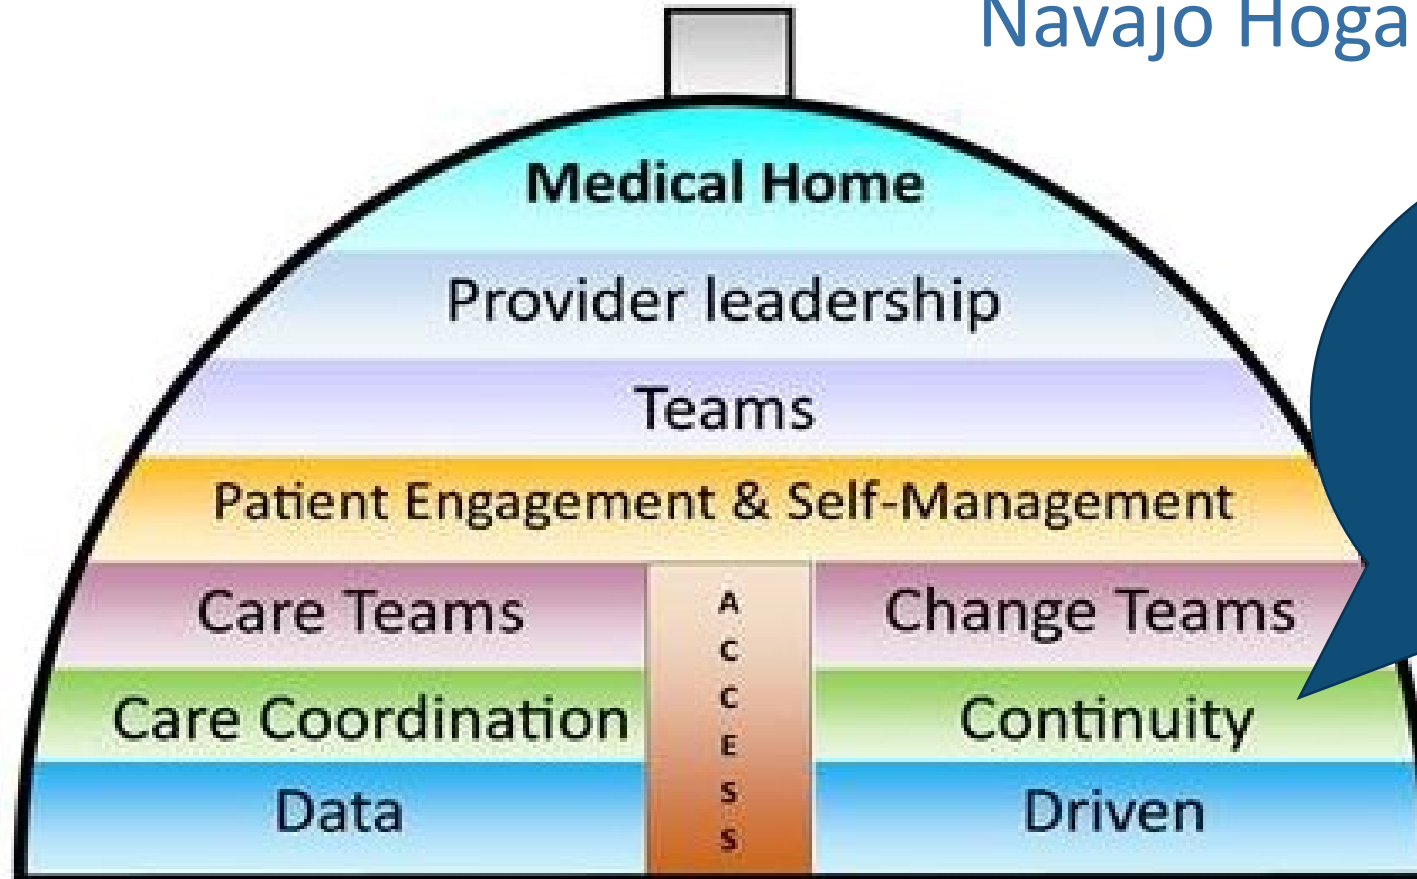 Navajo Hoga
Medical Home
Provider leadership
Teams
Patient Engagement & Self-Management
Care Teams
Change Teams
Care Coordination
Continuity
Data
Driven
ACCESS